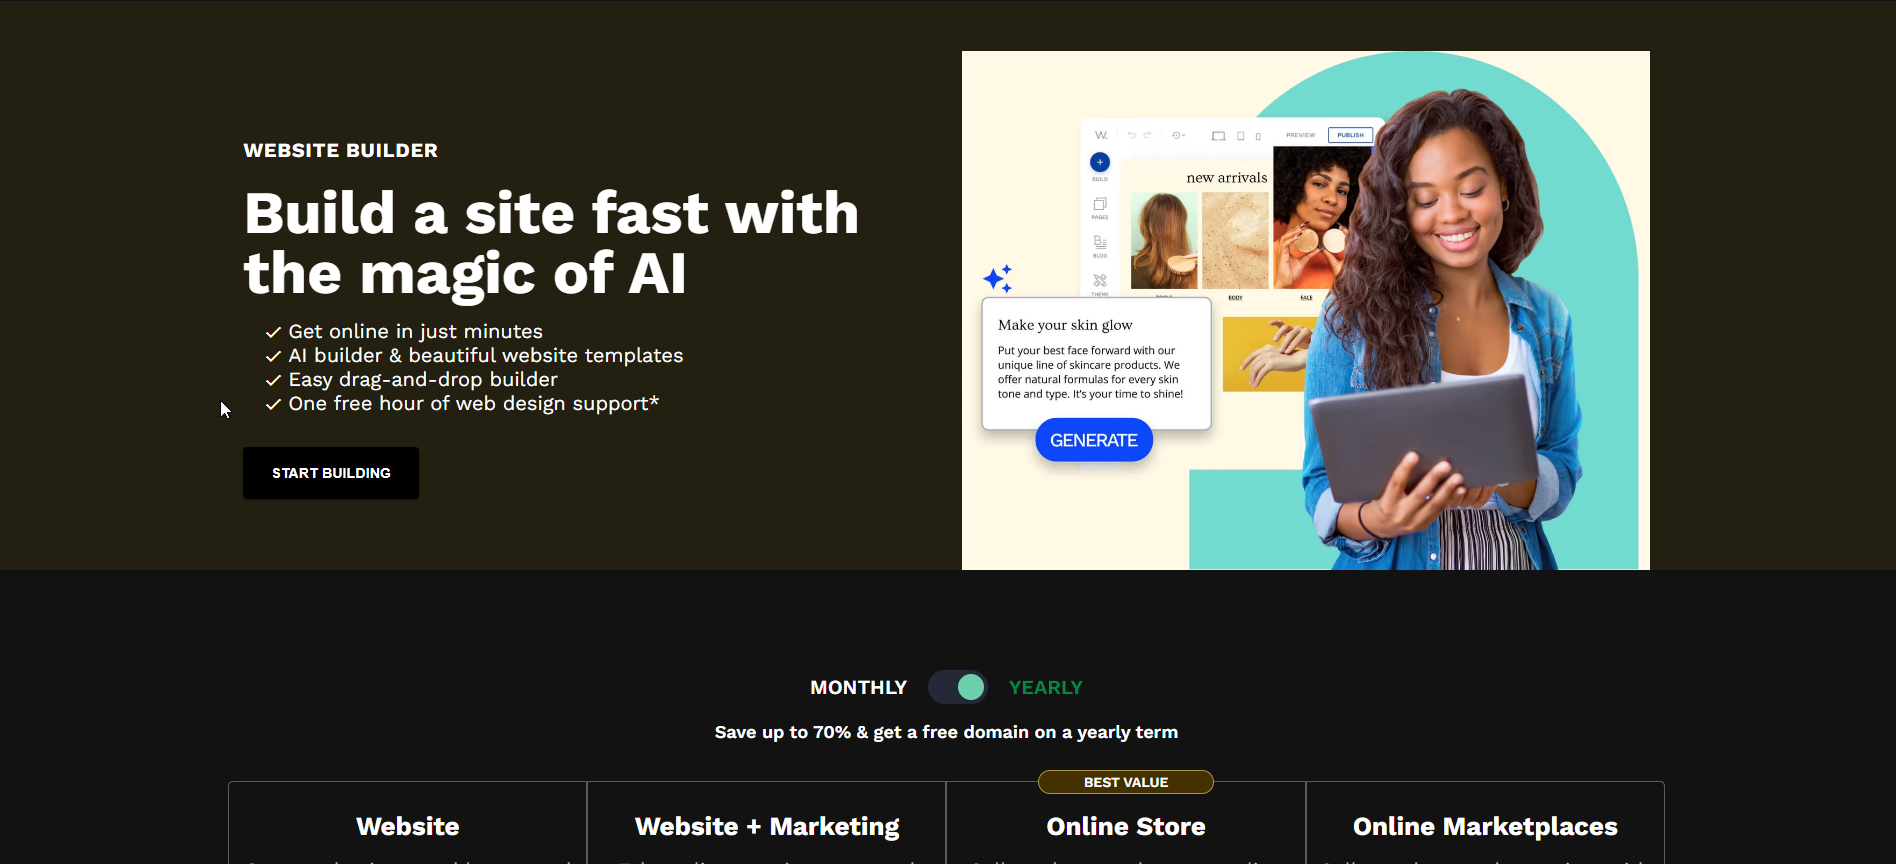 WEBSITE BUILDER
Build a site fast with
the magic of AI
Get online in just minutes
AI builder & beautiful website templates
Easy drag-and-drop builder
One free hour of web design support*
START BUILDING
W.
PREVIEW
PUBLISH
BUILD
PAGES
BLOG
THEME
new arrivals
BODY
FACE
Make your skin glow
Put your best face forward with our
unique line of skincare products. We
offer natural formulas for every skin
tone and type. It's your time to shine!
GENERATE
MONTHLY
YEARLY
Save up to 70% & get a free domain on a yearly term
BEST VALUE
Website
Website + Marketing
Online Store
Online Marketplaces